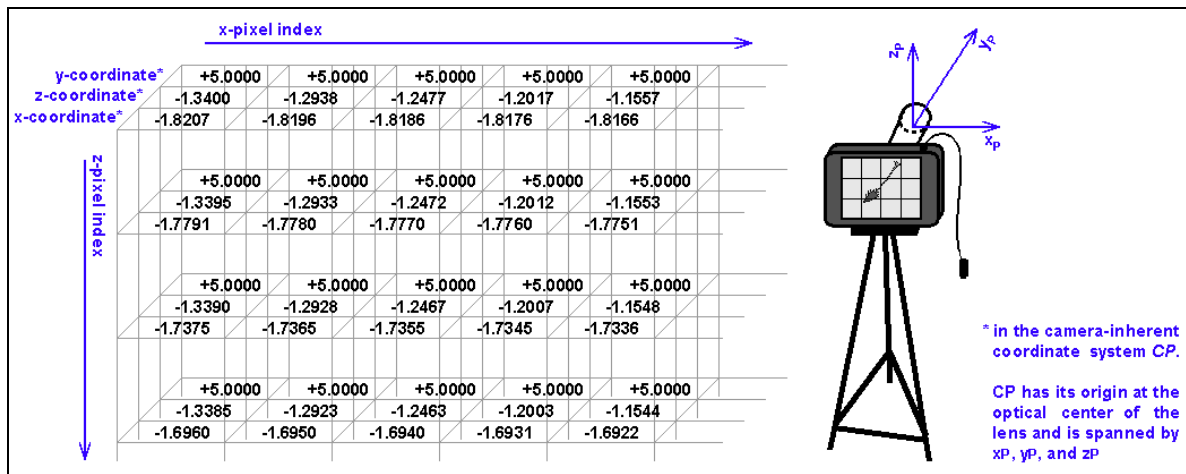 x-pixel index
y-coordinate* +5.0000 +5.0000 +5.0000 +5.0000 +5.0000
z-coordinate* -1.3400 -1.2938 -1.2477 -1.2017 -1.1557
x-coordinate* -1.8207 -1.8196 -1.8186 -1.8176 -1.8166
z-pixel index
+5.0000 +5.0000 +5.0000 +5.0000 +5.0000
-1.3395 -1.2933 -1.2472 -1.2012 -1.1553
-1.7791 -1.7780 -1.7770 -1.7760 -1.7751
+5.0000 +5.0000 +5.0000 +5.0000 +5.0000
-1.3390 -1.2928 -1.2467 -1.2007 -1.1548
-1.7375 -1.7365 -1.7355 -1.7345 -1.7336
+5.0000 +5.0000 +5.0000 +5.0000 +5.0000
-1.3385 -1.2923 -1.2463 -1.2003 -1.1544
-1.6960 -1.6950 -1.6940 -1.6931 -1.6922
zP
yP
xP
* in the camera-inherent
coordinate system CP.
CP has its origin at the
optical center of the
lens and is spanned by
xP, yP, and zP